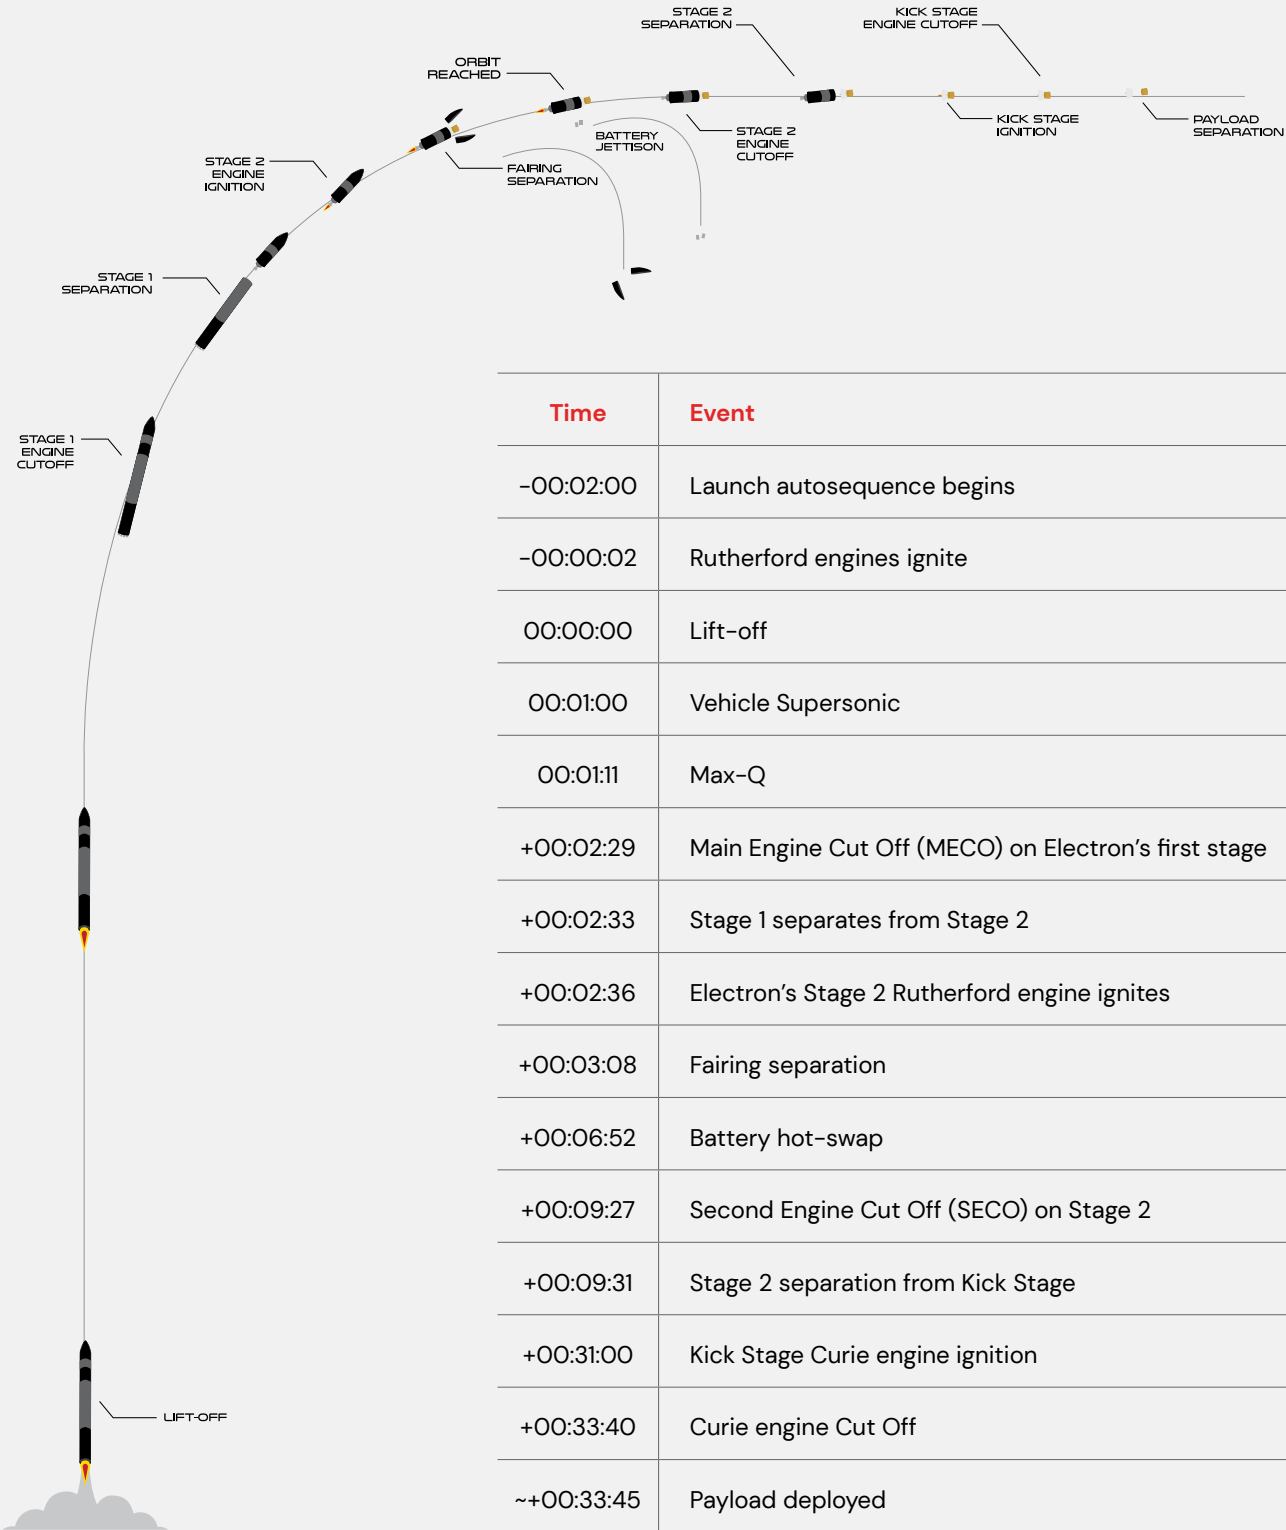 STAGE 2
SEPARATION
KICK STAGE
ENGINE CUTOFF
ORBIT
REACHED
BATTERY
JETTISON
STAGE 2
ENGINE
CUTOFF
KICK STAGE
IGNITION
PAYLOAD
SEPARATION
STAGE 2
ENGINE
IGNITION
FAIRING
SEPARATION
STAGE 1
SEPARATION
STAGE 1
ENGINE
CUTOFF
LIFT-OFF
Time Event
-00:02:00 Launch autosequence begins
-00:00:02 Rutherford engines ignite
00:00:00 Lift-off
00:01:00 Vehicle Supersonic
00:01:11 Max-Q
+00:02:29 Main Engine Cut Off (MECO) on Electron’s first stage
+00:02:33 Stage 1 separates from Stage 2
+00:02:36 Electron’s Stage 2 Rutherford engine ignites
+00:03:08 Fairing separation
+00:06:52 Battery hot-swap
+00:09:27 Second Engine Cut Off (SECO) on Stage 2
+00:09:31 Stage 2 separation from Kick Stage
+00:31:00 Kick Stage Curie engine ignition
+00:33:40 Curie engine Cut Off
~+00:33:45 Payload deployed